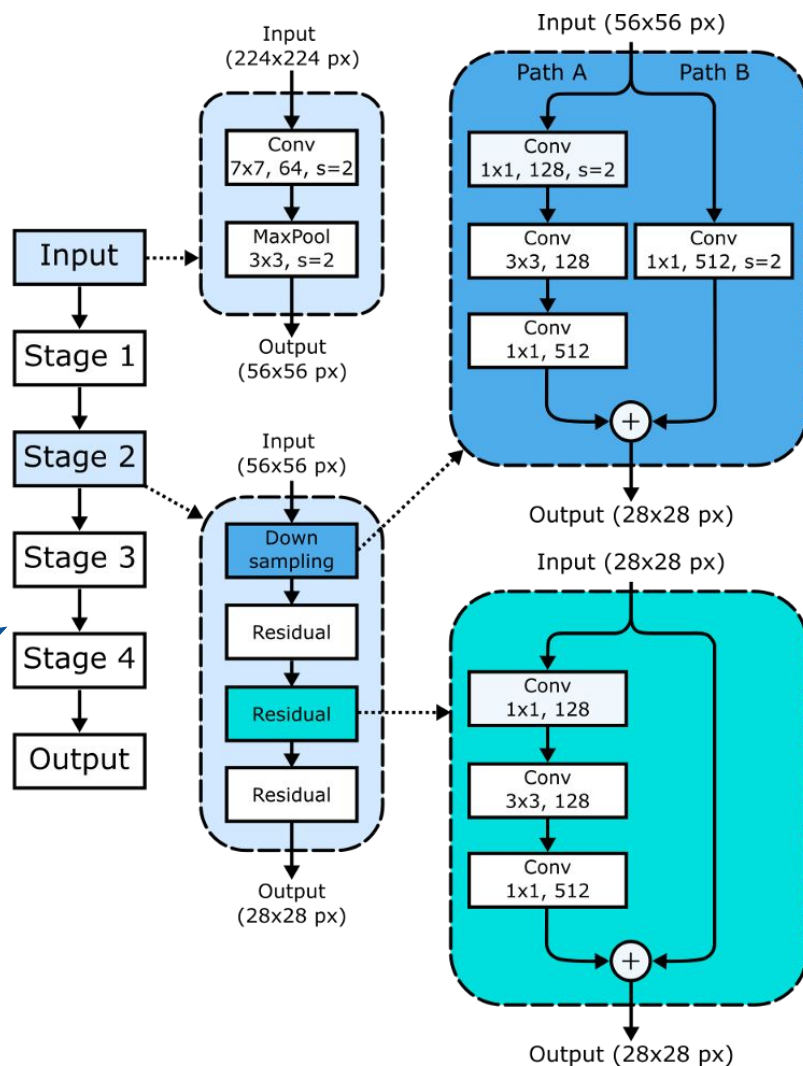 Input
Stage 1
Stage 2
Stage 3
Stage 4
Output
Input
(224x224 px)
Conv
7x7, 64, s=2
MaxPool
3x3, s=2
Output
(56x56 px)
Input
(56x56 px)
Down
sampling
Residual
Residual
Residual
Output
(28x28 px)
Input (56x56 px)
Path A
Path B
Conv
1x1, 128, s=2
Conv
3x3, 128
Conv
1x1, 512
Conv
1x1, 512, s=2
+
Output (28x28 px)
Input (28x28 px)
Conv
1x1, 128
Conv
3x3, 128
Conv
1x1, 512
+
Output (28x28 px)